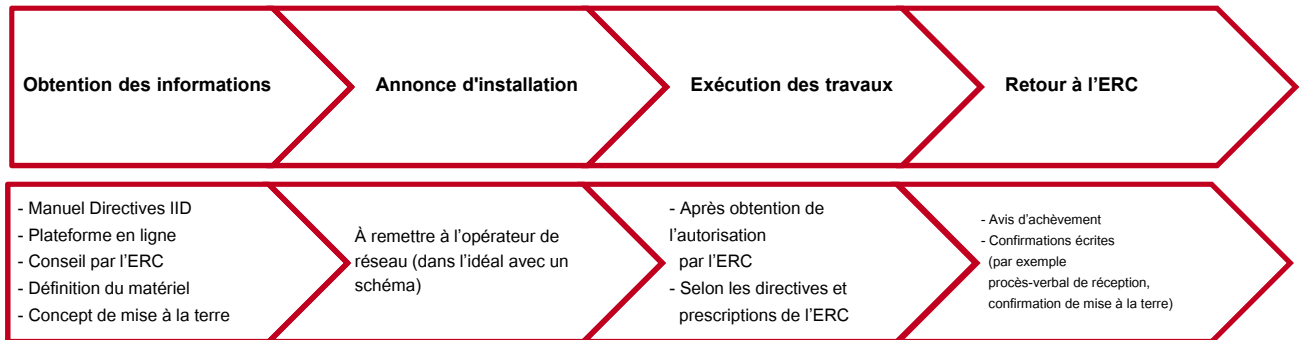 Obtention des informations
Annonce d'installation
Exécution des travaux
Retour à l'ERC
- Manuel Directives IID
- Plateforme en ligne
- Conseil par l'ERC
- Définition du matériel
- Concept de mise à la terre
À remettre à l'opérateur de
réseau (dans l'idéal avec un
schéma)
- Après obtention de
l'autorisation
par l'ERC
- Selon les directives et
prescriptions de l'ERC
- Avis d'achèvement
- Confirmations écrites
(par exemple
procès-verbal de réception,
confirmation de mise à la terre)